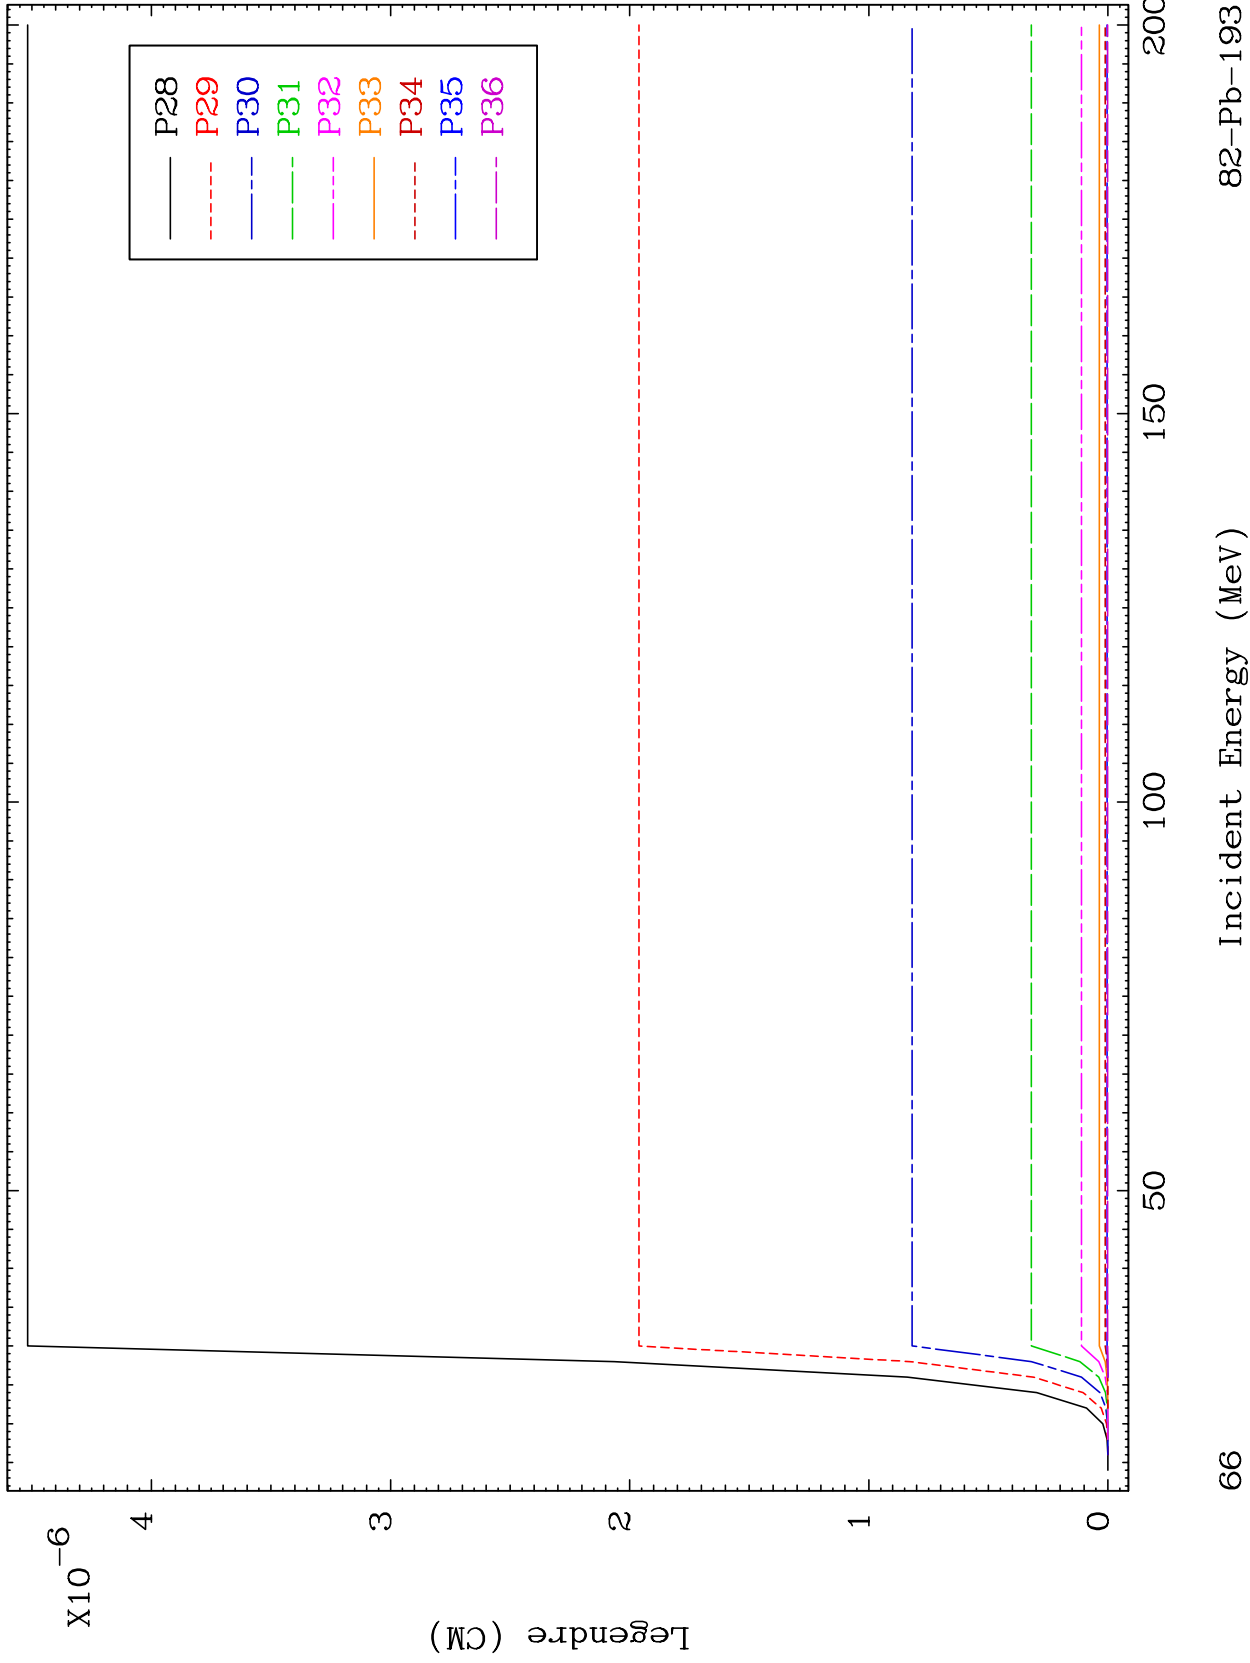 X10⁻⁶
4
3
2
1
0
Legendre (CM)
P28
P29
P30
P31
P32
P33
P34
P35
P36
50
100
150
200
Incident Energy (MeV)
66
82-Pb-193